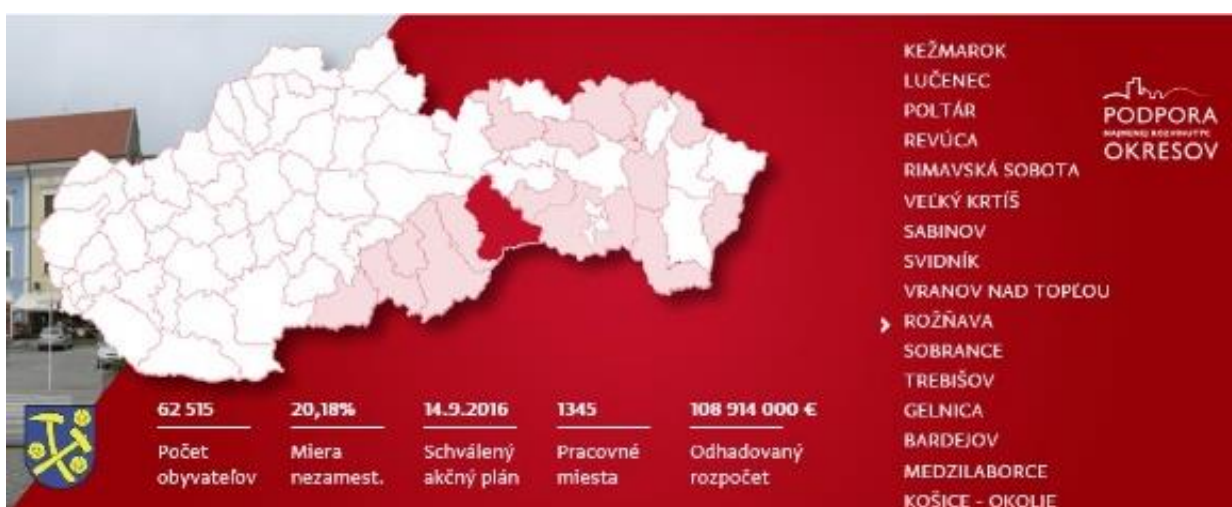 KEŽMAROK
LUČENEC
POLTÁR
REVÚCA
RIMAVSKÁ SOBOTA
VEĽKÝ KRTÍŠ
SABINOV
SVIDNÍK
VRANOV NAD TOPĽOU
ROŽŇAVA
SOBRANCE
TREBIŠOV
GELNICA
BARDEJOV
MEDZILABORCE
KOŠICE - OKOLIE
PODPORA
NAJMENEJ ROZVINUTÝCH
OKRESOV
62 515
Počet
obyvateľov
20,18%
Miera
nezamest.
14.9.2016
Schválený
akčný plán
1345
Pracovné
miesta
108 914 000 €
Odhadovaný
rozpočet